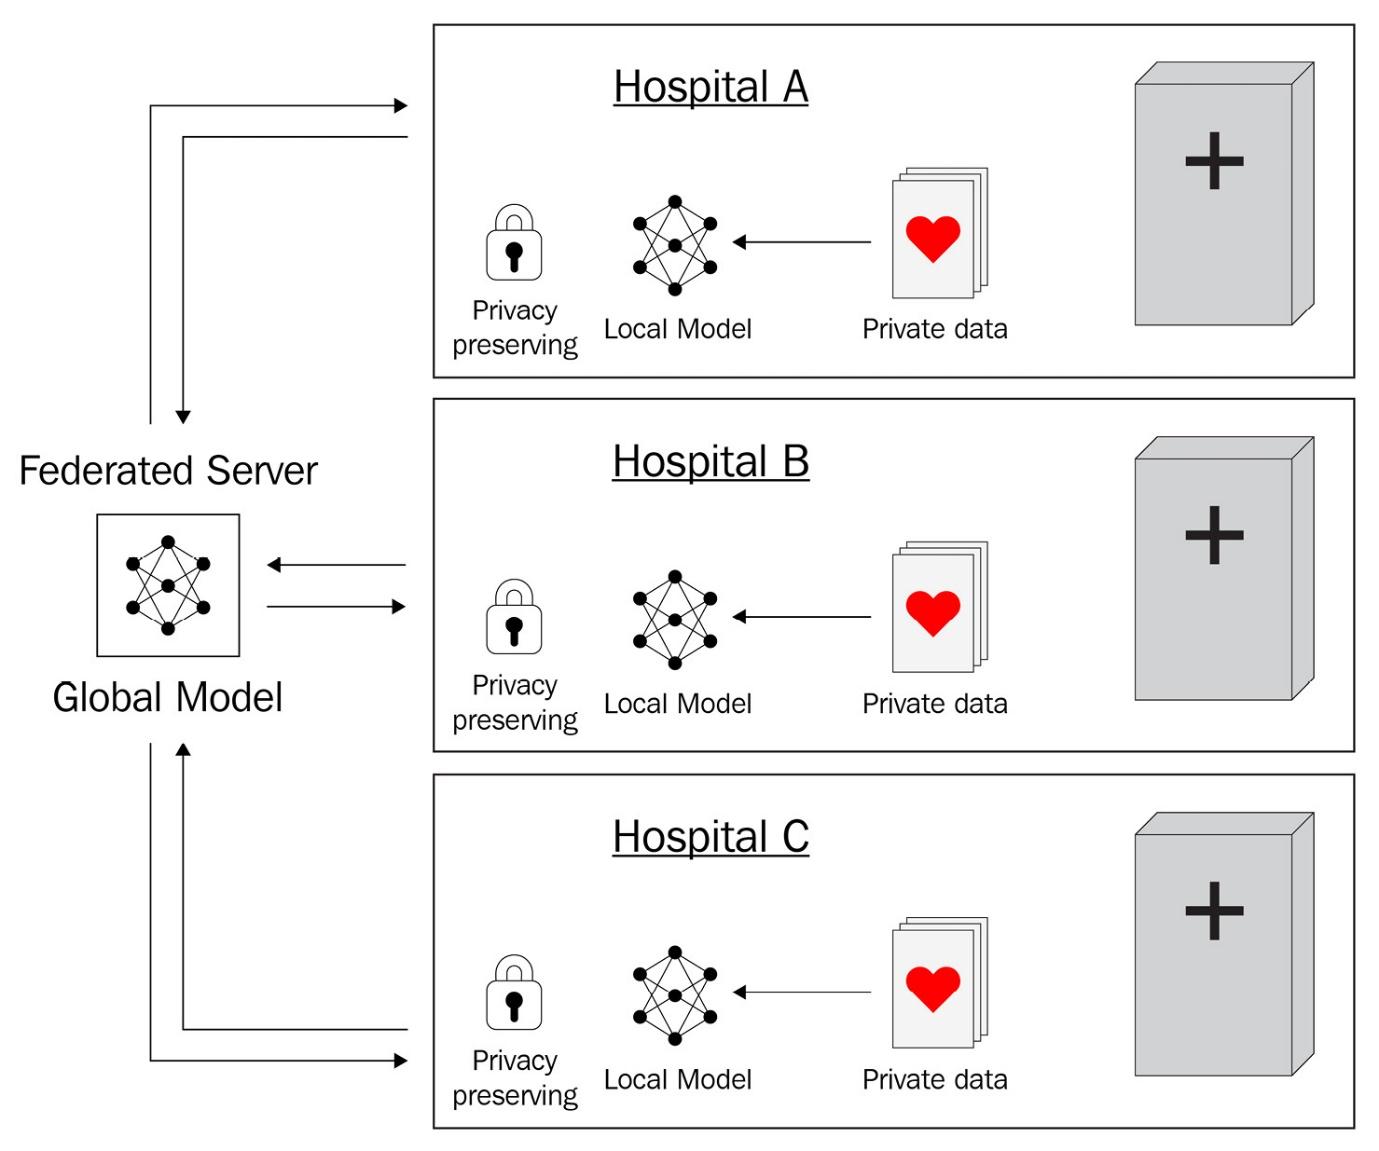 Hospital A
Privacy
preserving
Local Model
Private data
Federated Server
Global Model
Hospital B
Privacy
preserving
Local Model
Private data
Hospital C
Privacy
preserving
Local Model
Private data